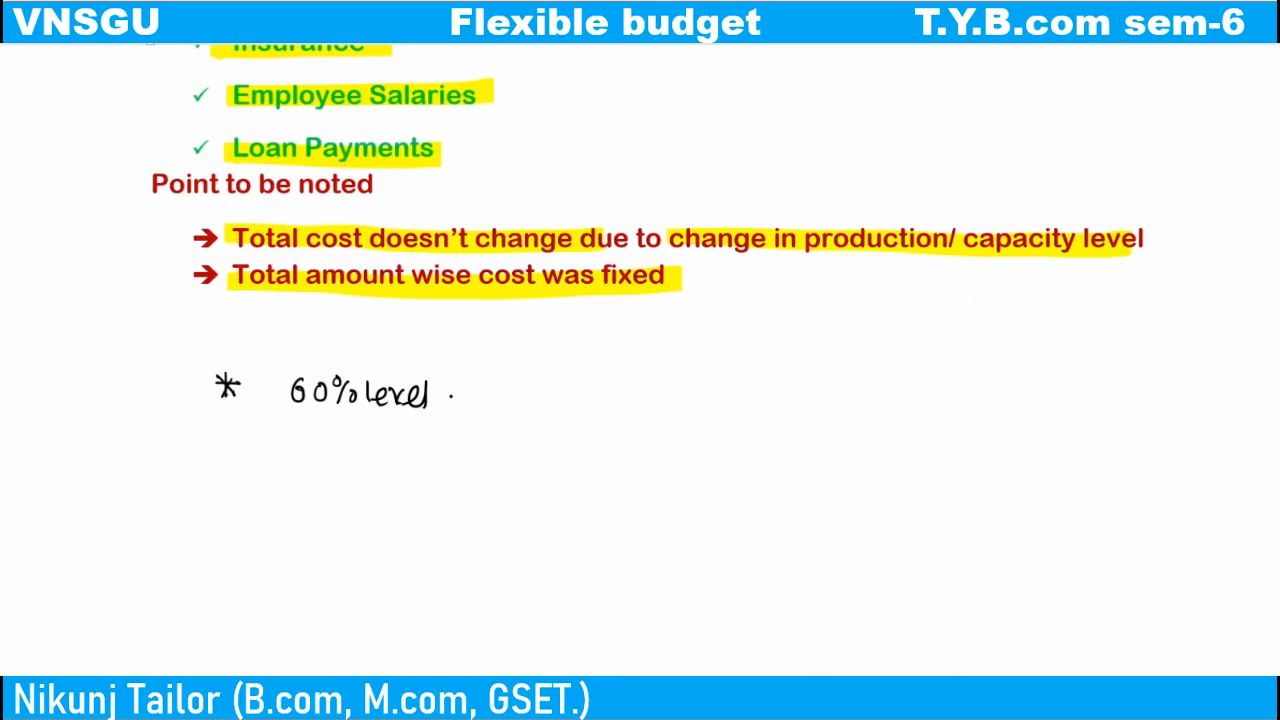 VNSGU Flexible budget T.Y.B.com sem-6
✓ Insurance
✓ Employee Salaries
✓ Loan Payments
Point to be noted
➔ Total cost doesn't change due to change in production/ capacity level
➔ Total amount wise cost was fixed
* 60% level .
Nikunj Tailor (B.com, M.com, GSET.)